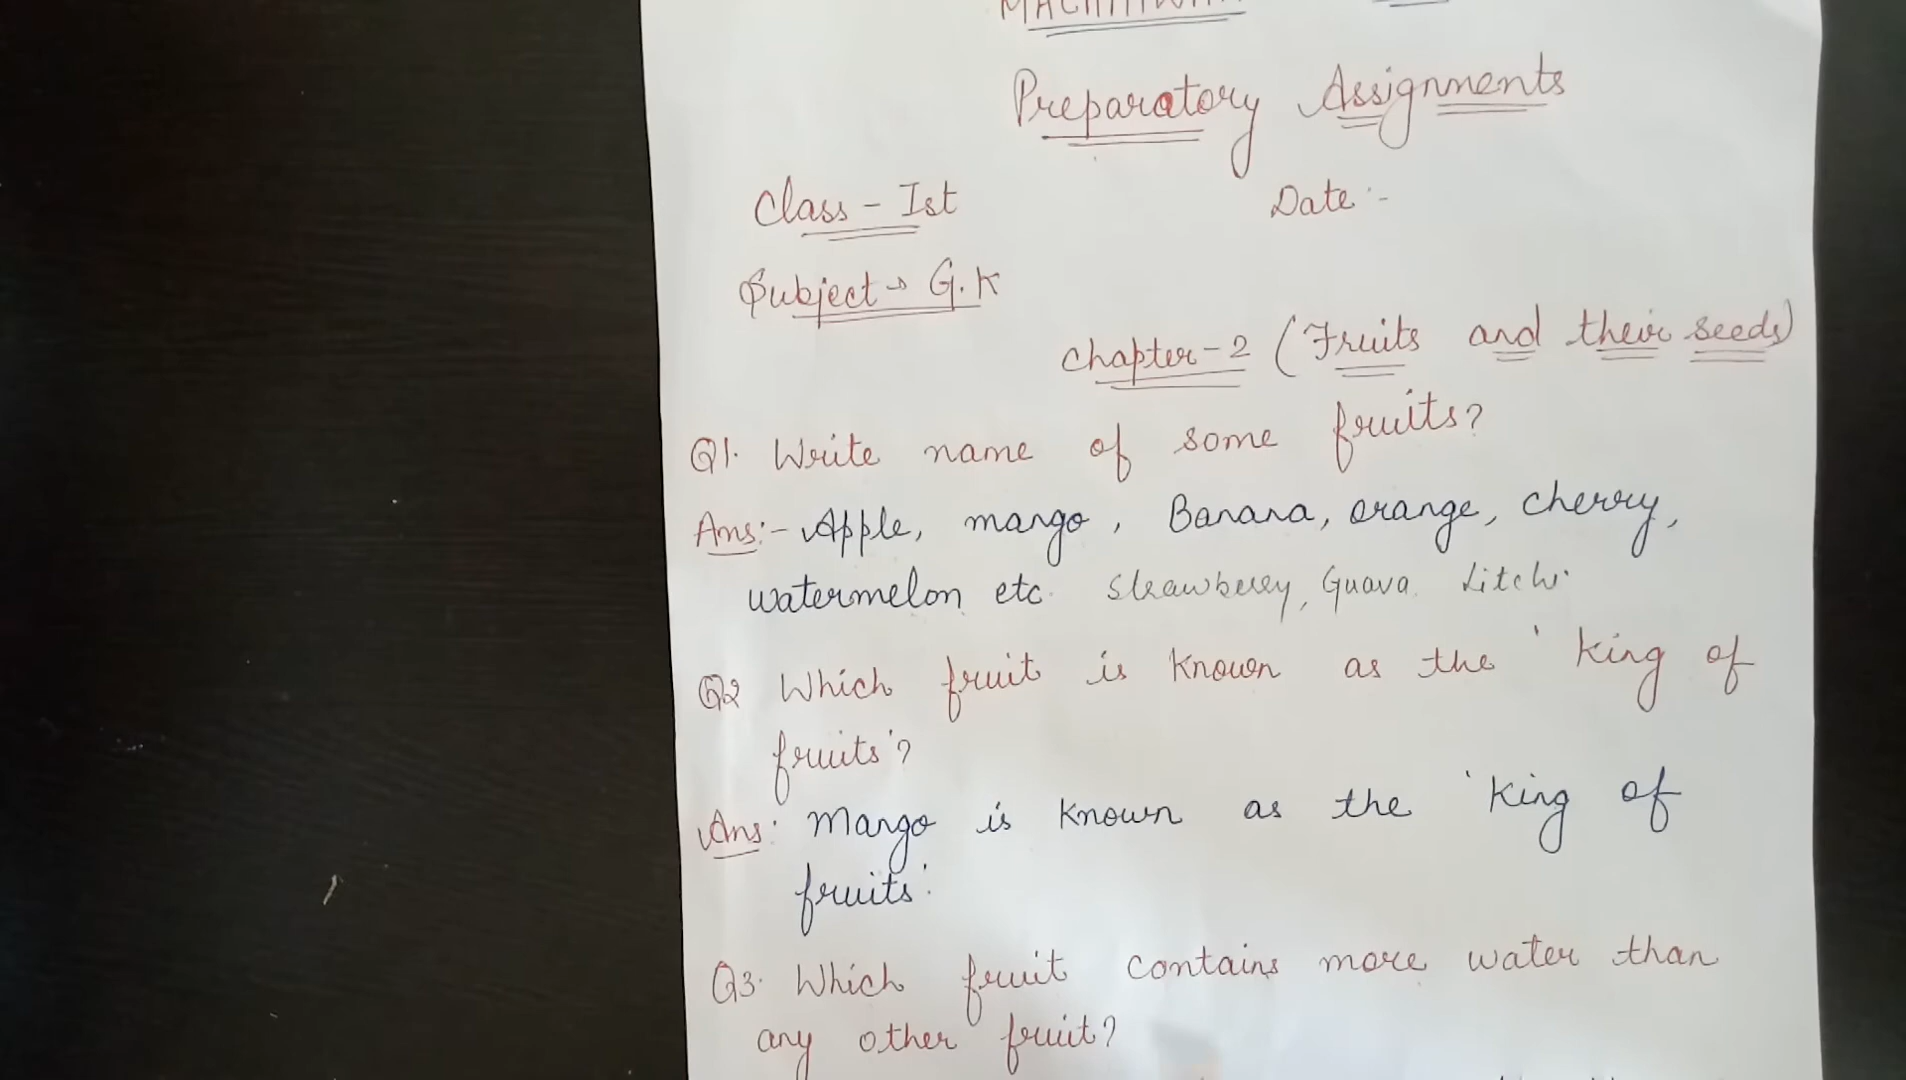 Preparatory Assignments
Class - Ist Date :-
Subject → G.K
Chapter-2 (Fruits and their seeds)
Q1. Write name of some fruits?
Ans:- Apple, mango, Banana, orange, cherry,
watermelon etc. Strawberry, Guava. Litchi
Q2 Which fruit is known as the 'king of
fruits'?
Ans: Mango is known as the 'king of
fruits'.
Q3. Which fruit contains more water than
any other fruit?